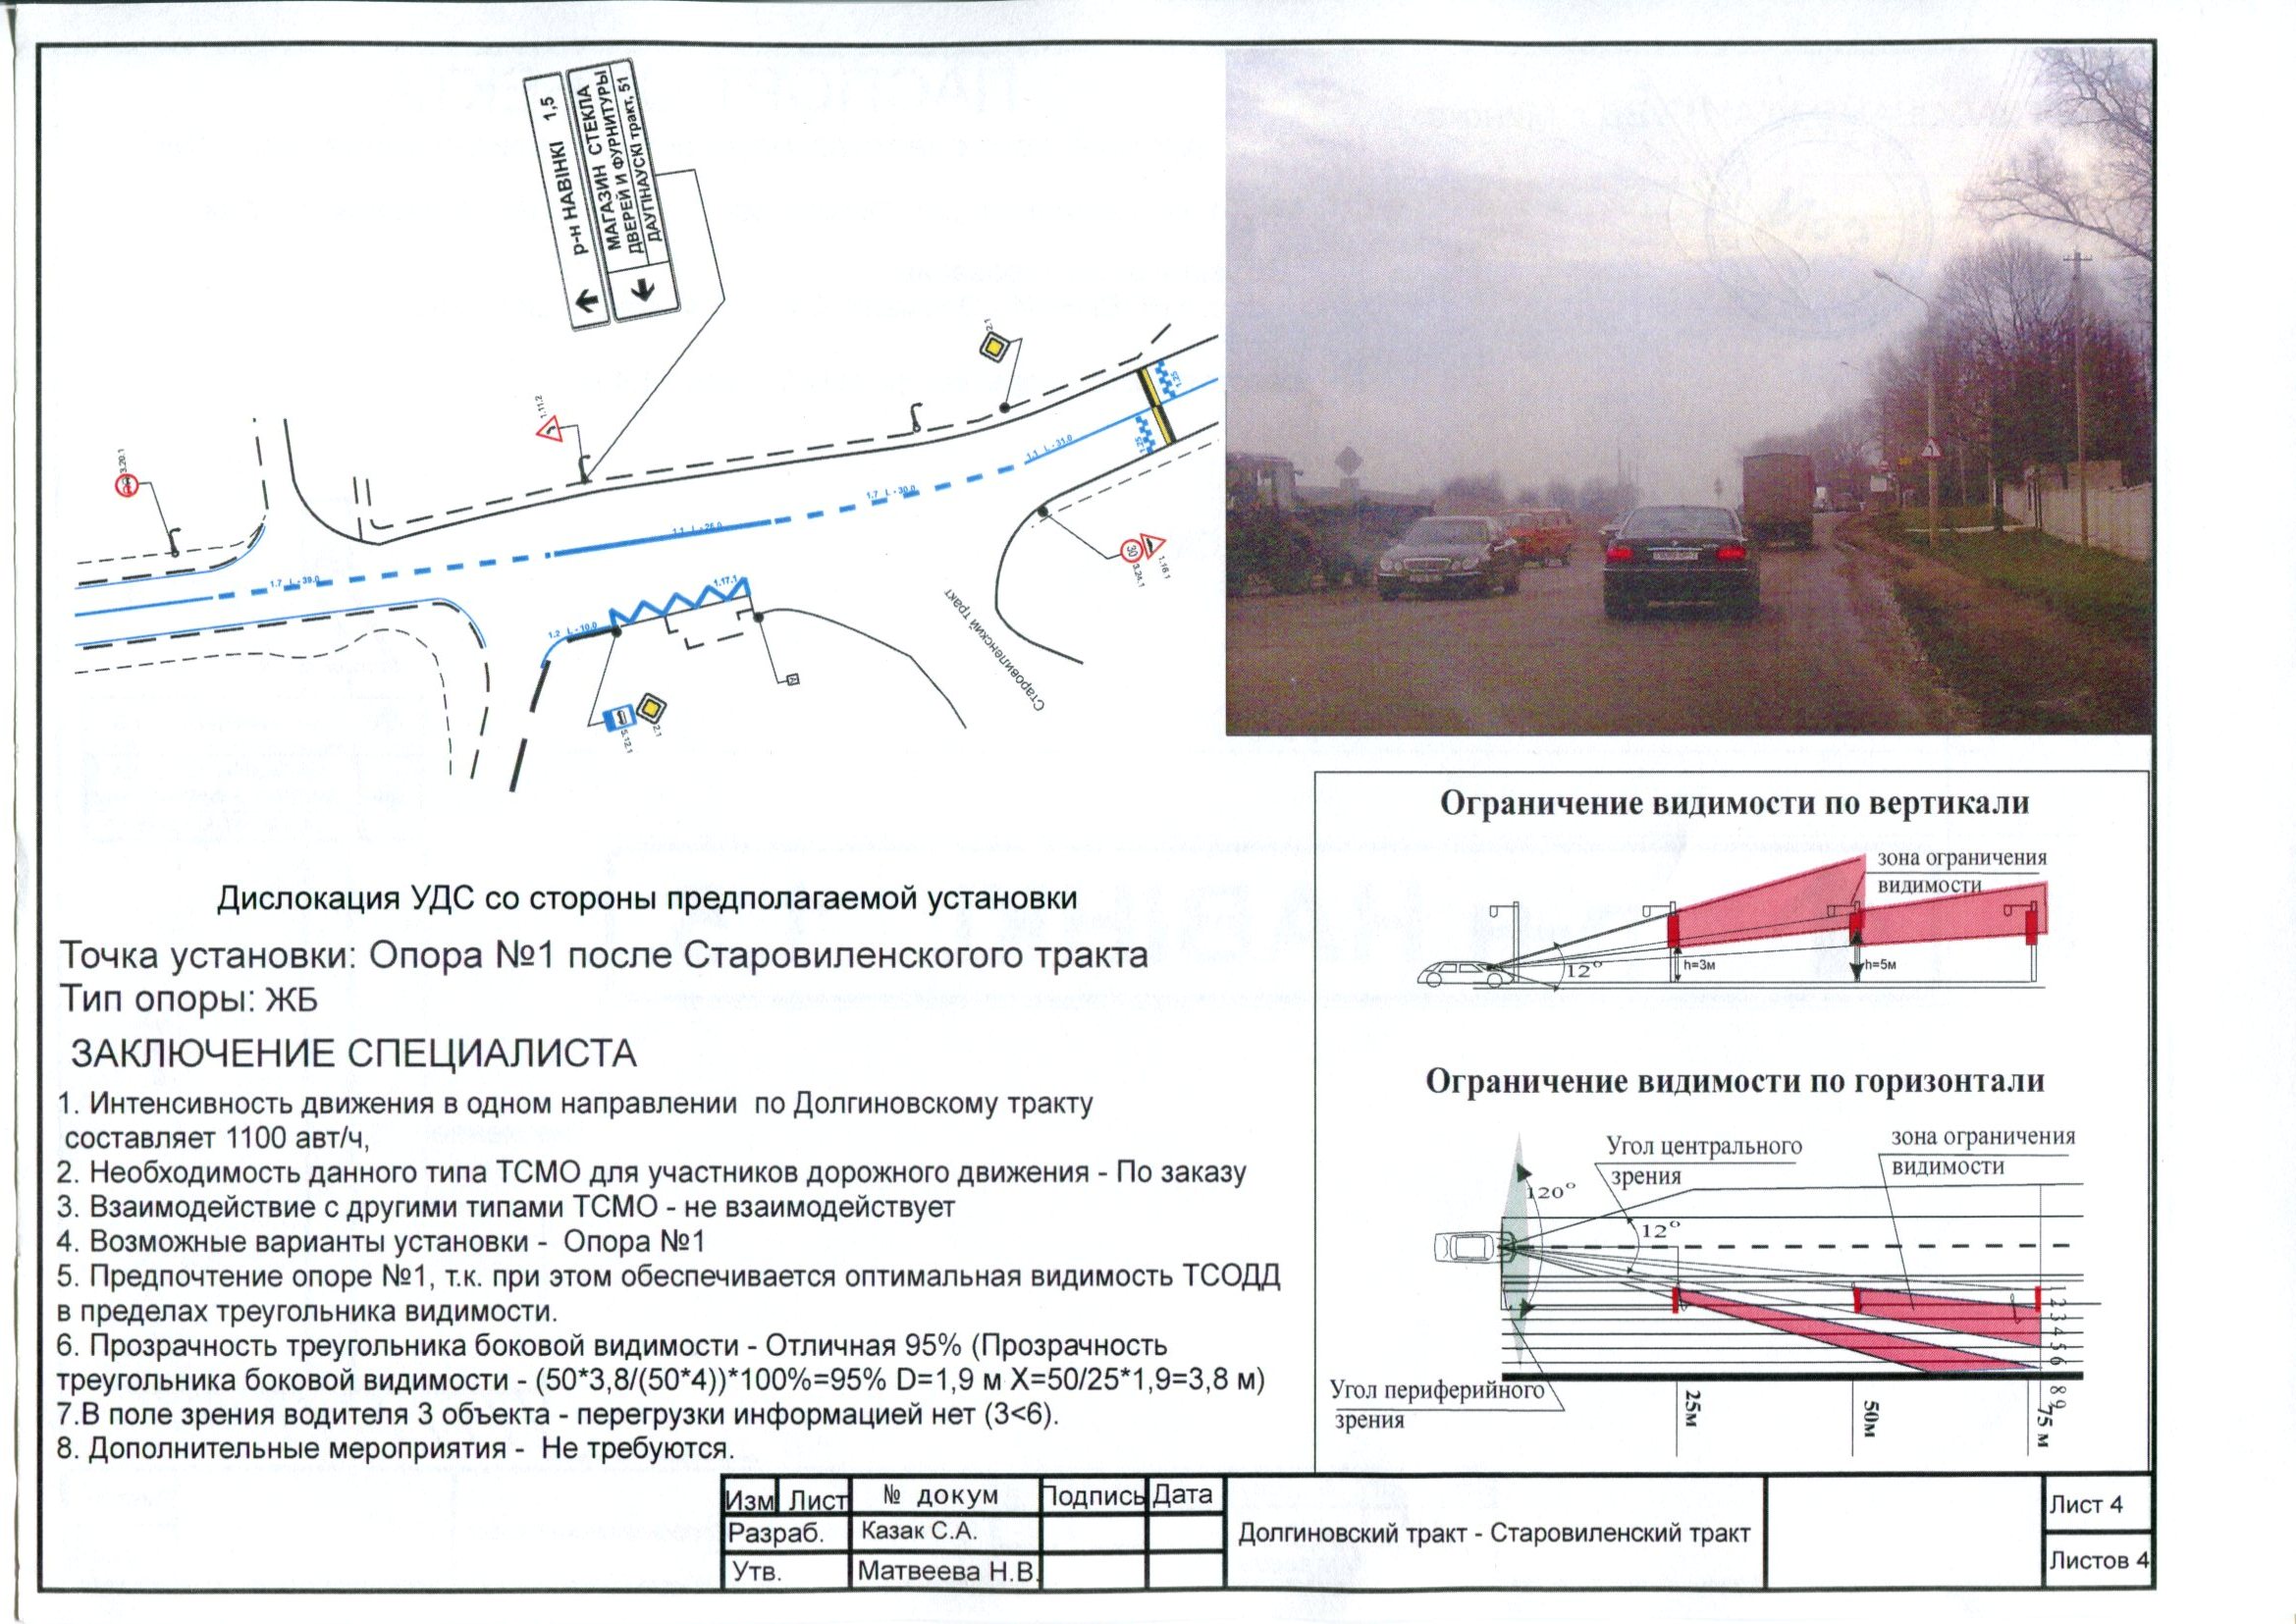 р-н НАВІНКІ 1,5
МАГАЗИН СТЕКЛА
ДВЕРЕЙ И ФУРНИТУРЫ
ДАУГІНАУСКІ тракт, 51
3.20.1
1.11.2
2.1
1.25
1.25
1.1 L - 31.0
1.7 L - 30.0
1.1 L - 26.0
1.7 L - 39.0
1.17.1
1.2 L - 10.0
30
3.24.1
1.16.1
Старовиленский тракт
А
5.12.1
2.1
Дислокация УДС со стороны предполагаемой установки
Точка установки: Опора №1 после Старовиленского тракта
Тип опоры: ЖБ
ЗАКЛЮЧЕНИЕ СПЕЦИАЛИСТА
1. Интенсивность движения в одном направлении по Долгиновскому тракту
составляет 1100 авт/ч,
2. Необходимость данного типа ТСМО для участников дорожного движения - По заказу
3. Взаимодействие с другими типами ТСМО - не взаимодействует
4. Возможные варианты установки - Опора №1
5. Предпочтение опоре №1, т.к. при этом обеспечивается оптимальная видимость ТСОДД
в пределах треугольника видимости.
6. Прозрачность треугольника боковой видимости - Отличная 95% (Прозрачность
треугольника боковой видимости - (50*3,8/(50*4))*100%=95% D=1,9 м X=50/25*1,9=3,8 м)
7.В поле зрения водителя 3 объекта - перегрузки информацией нет (3<6).
8. Дополнительные мероприятия - Не требуются.
Ограничение видимости по вертикали
зона ограничения
видимости
12°
h=3м
h=5м
Ограничение видимости по горизонтали
Угол центрального
зрения
зона ограничения
видимости
120°
12°
1 2 3 4 5 6
8 9
Угол периферийного
зрения
25м
50м
75 м
Изм Лист № докум Подпись Дата
Разраб. Казак С.А.
Утв. Матвеева Н.В.
Долгиновский тракт - Старовиленский тракт
Лист 4
Листов 4